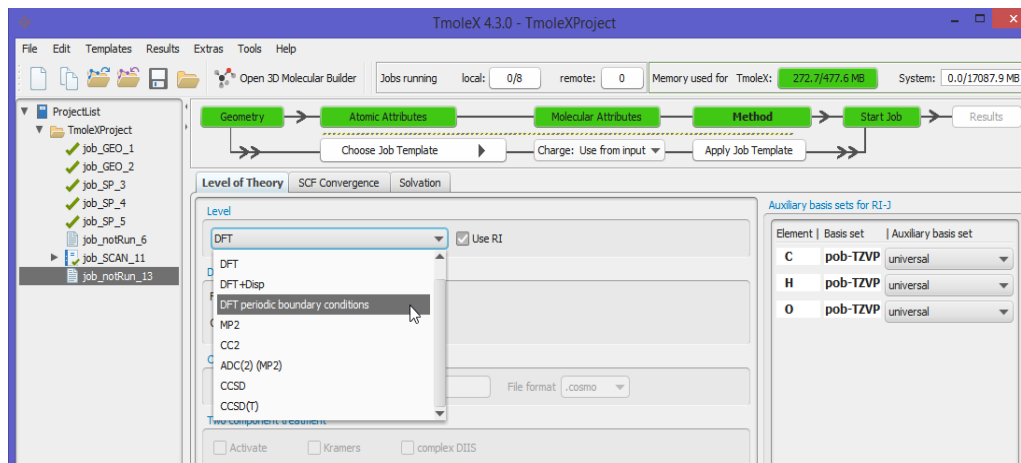 TmoleX 4.3.0 - TmoleXProject
File Edit Templates Results Extras Tools Help
Open 3D Molecular Builder Jobs running local: 0/8 remote: 0 Memory used for TmoleX: 272.7/477.6 MB System: 0.0/17087.9 MB
ProjectList
TmoleXProject
job_GEO_1
job_GEO_2
job_SP_3
job_SP_4
job_SP_5
job_notRun_6
job_SCAN_11
job_notRun_13
Geometry Atomic Attributes Molecular Attributes Method Start Job Results
Choose Job Template Charge: Use from input Apply Job Template
Level of Theory SCF Convergence Solvation
Level
DFT Use RI
DFT
DFT+Disp
DFT periodic boundary conditions
MP2
CC2
ADC(2) (MP2)
CCSD
CCSD(T)
File format .cosmo
Two component treatment
Activate Kramers complex DIIS
Auxiliary basis sets for RI-J
Element | Basis set | Auxiliary basis set
C pob-TZVP universal
H pob-TZVP universal
O pob-TZVP universal